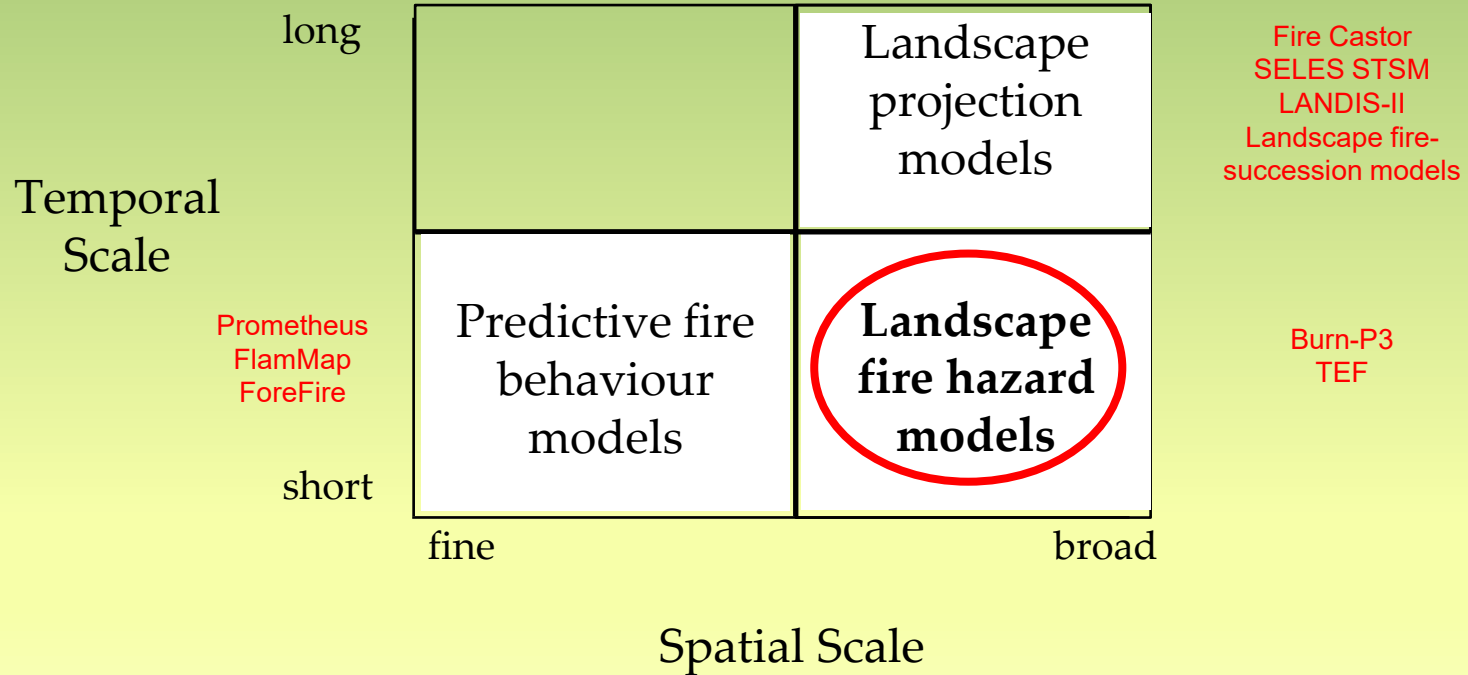 long
Landscape
projection
models
Fire Castor
SELES STSM
LANDIS-II
Landscape fire-
succession models
Temporal
Scale
Prometheus
FlamMap
ForeFire
Predictive fire
behaviour
models
Landscape
fire hazard
models
Burn-P3
TEF
short
fine
broad
Spatial Scale